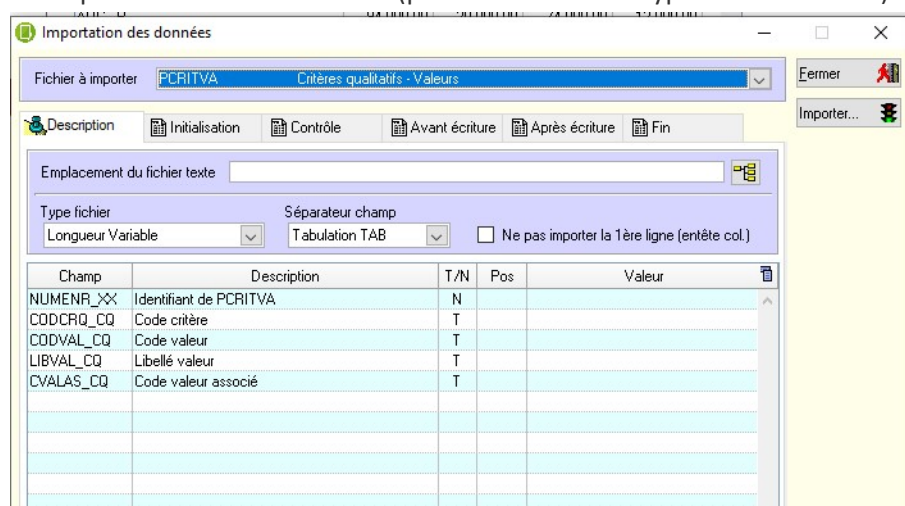 Importation des données
Fichier à importer PCRITVA Critères qualitatifs - Valeurs
Fermer
Importer...
Description Initialisation Contrôle Avant écriture Après écriture Fin
Emplacement du fichier texte
Type fichier Séparateur champ
Longueur Variable Tabulation TAB Ne pas importer la 1ère ligne (entête col.)
Champ Description T/N Pos Valeur
NUMENR_XX Identifiant de PCRITVA N
CODCRQ_CQ Code critère T
CODVAL_CQ Code valeur T
LIBVAL_CQ Libellé valeur T
CVALAS_CQ Code valeur associé T